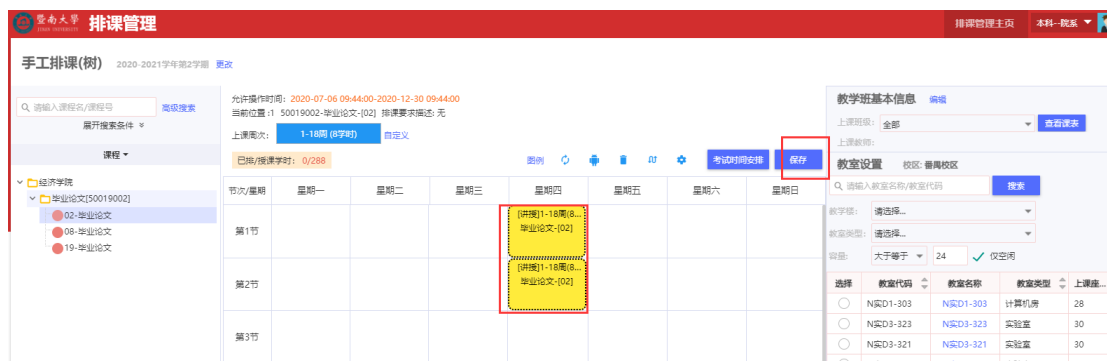 暨南大學 排课管理
JINAN UNIVERSITY
排课管理主页 本科--院系
手工排课(树) 2020-2021学年第2学期 更改
请输入课程名/课程号 高级搜索
展开搜索条件
课程
经济学院
毕业论文[50019002]
02-毕业论文
08-毕业论文
19-毕业论文
允许操作时间: 2020-07-06 09:44:00-2020-12-30 09:44:00
当前位置:1 50019002-毕业论文-[02] 排课要求描述: 无
上课周次: 1-18周 (8学时) 自定义
已排/授课学时: 0/288 图例 考试时间安排 保存
节次/星期 星期一 星期二 星期三 星期四 星期五 星期六 星期日
第1节 [讲授]1-18周(8...
毕业论文-[02]
第2节 [讲授]1-18周(8...
毕业论文-[02]
第3节
教学班基本信息 编辑
上课班级: 全部 查看课表
上课教师:
教室设置 校区: 番禺校区
请输入教室名称/教室代码 搜索
教学楼: 请选择...
教室类型: 请选择...
容量: 大于等于 24 仅空闲
选择 教室代码 教室名称 教室类型 上课座...
N实D1-303 N实D1-303 计算机房 28
N实D3-323 N实D3-323 实验室 30
N实D3-321 N实D3-321 实验室 30